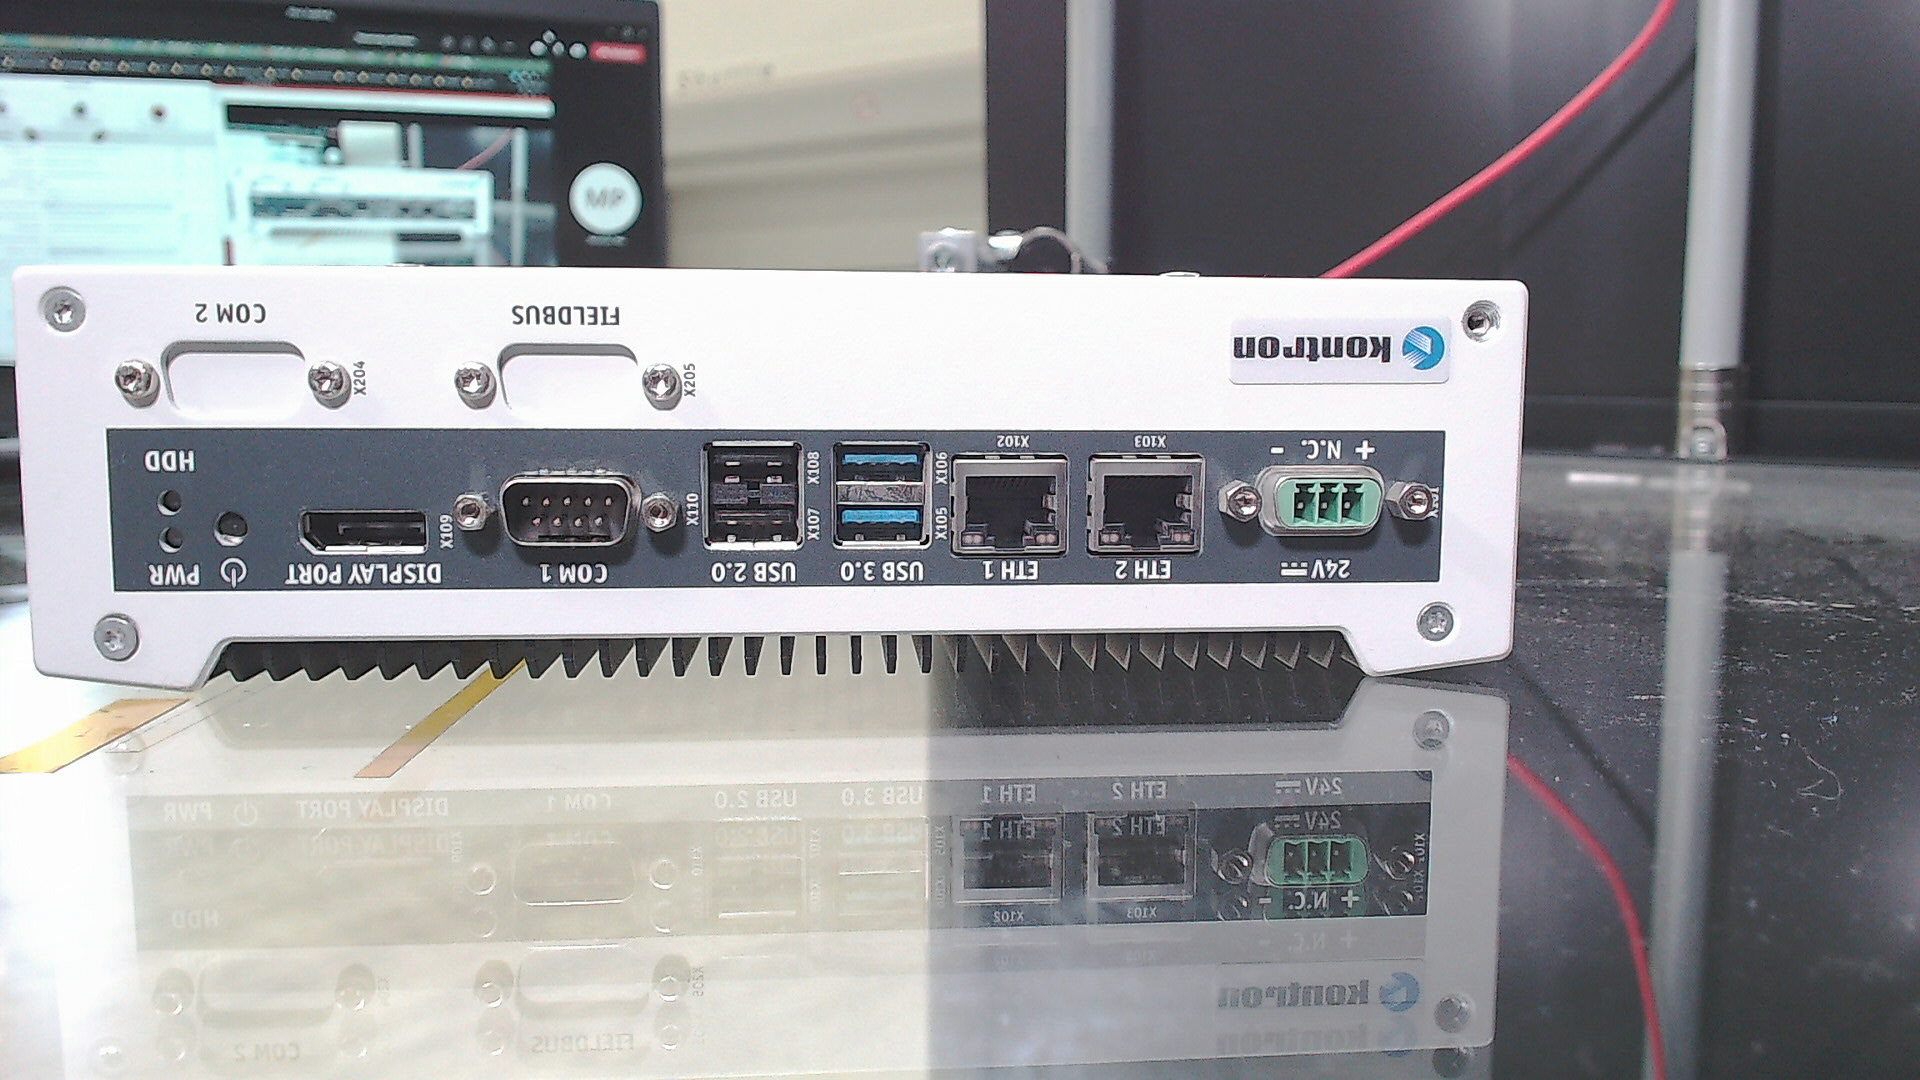 kontron
FIELDBUS
COM 2
X205
X204
+ N.C. -
X103
X102
X106
X108
HDD
X101
X105
X107
X110
X109
24V
ETH 2
ETH 1
USB 3.0
USB 2.0
COM 1
DISPLAY PORT
PWR
MP